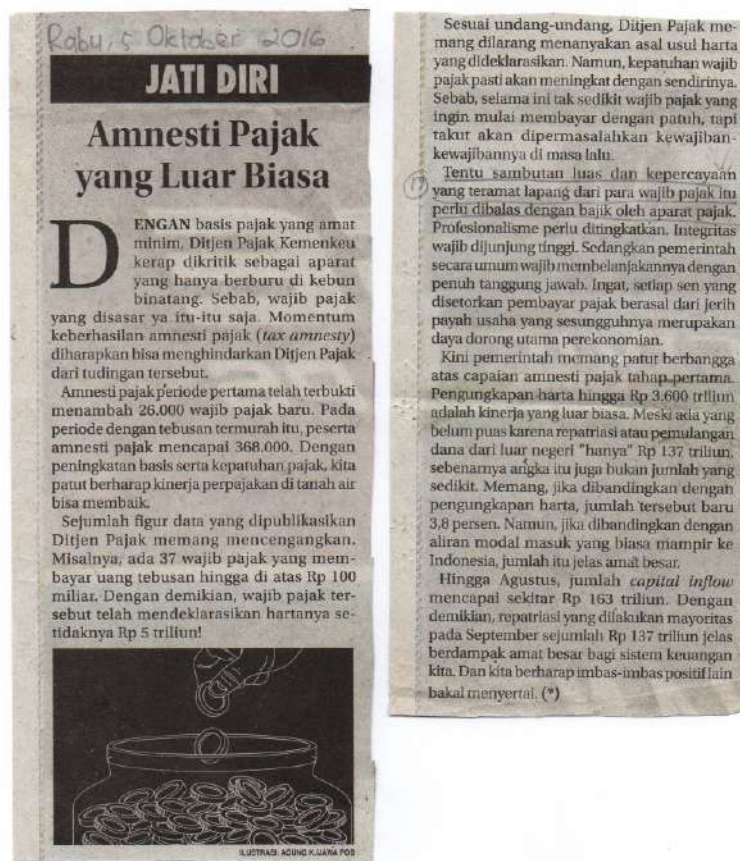 Rabu, 5 Oktober 2016
JATI DIRI
Amnesti Pajak
yang Luar Biasa
DENGAN basis pajak yang amat
minim, Ditjen Pajak Kemenkeu
kerap dikritik sebagai aparat
yang hanya berburu di kebun
binatang. Sebab, wajib pajak
yang disasar ya itu-itu saja. Momentum
keberhasilan amnesti pajak (tax amnesty)
diharapkan bisa menghindarkan Ditjen Pajak
dari tudingan tersebut.
Amnesti pajak periode pertama telah terbukti
menambah 26.000 wajib pajak baru. Pada
periode dengan tebusan termurah itu, peserta
amnesti pajak mencapai 368.000. Dengan
peningkatan basis serta kepatuhan pajak, kita
patut berharap kinerja perpajakan di tanah air
bisa membaik.
Sejumlah figur data yang dipublikasikan
Ditjen Pajak memang mencengangkan.
Misalnya, ada 37 wajib pajak yang mem-
bayar uang tebusan hingga di atas Rp 100
miliar. Dengan demikian, wajib pajak ter-
sebut telah mendeklarasikan hartanya se-
tidaknya Rp 5 triliun!
ILUSTRASI: AGUNG K/JAWA POS
Sesuai undang-undang, Ditjen Pajak me-
mang dilarang menanyakan asal usul harta
yang dideklarasikan. Namun, kepatuhan wajib
pajak pasti akan meningkat dengan sendirinya.
Sebab, selama ini tak sedikit wajib pajak yang
ingin mulai membayar dengan patuh, tapi
takut akan dipermasalahkan kewajiban-
kewajibannya di masa lalu.
Tentu sambutan luas dan kepercayaan
yang teramat lapang dari para wajib pajak itu
perlu dibalas dengan bajik oleh aparat pajak.
Profesionalisme perlu ditingkatkan. Integritas
wajib dijunjung tinggi. Sedangkan pemerintah
secara umum wajib membelanjakannya dengan
penuh tanggung jawab. Ingat, setiap sen yang
disetorkan pembayar pajak berasal dari jerih
payah usaha yang sesungguhnya merupakan
daya dorong utama perekonomian.
Kini pemerintah memang patut berbangga
atas capaian amnesti pajak tahap pertama.
Pengungkapan harta hingga Rp 3.600 triliun
adalah kinerja yang luar biasa. Meski ada yang
belum puas karena repatriasi atau pemulangan
dana dari luar negeri "hanya" Rp 137 triliun,
sebenarnya angka itu juga bukan jumlah yang
sedikit. Memang, jika dibandingkan dengan
pengungkapan harta, jumlah tersebut baru
3,8 persen. Namun, jika dibandingkan dengan
aliran modal masuk yang biasa mampir ke
Indonesia, jumlah itu jelas amat besar.
Hingga Agustus, jumlah capital inflow
mencapai sekitar Rp 163 triliun. Dengan
demikian, repatriasi yang dilakukan mayoritas
pada September sejumlah Rp 137 triliun jelas
berdampak amat besar bagi sistem keuangan
kita. Dan kita berharap imbas-imbas positif lain
bakal menyertai. (*)